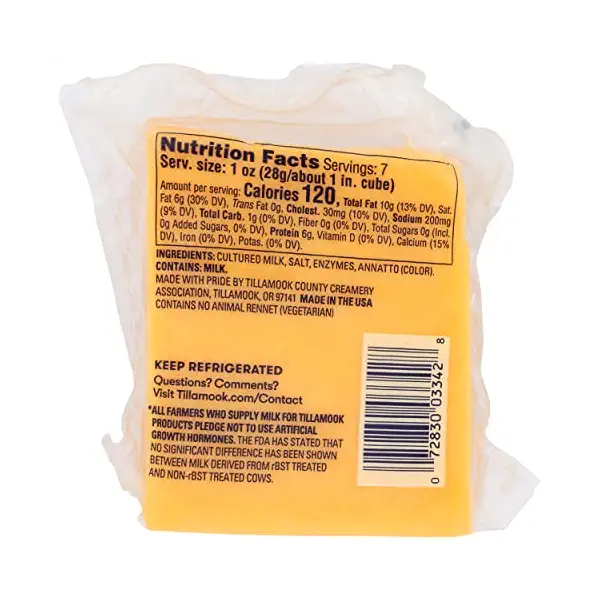 Nutrition Facts Servings: 7
Serv. size: 1 oz (28g/about 1 in. cube)
Amount per serving: Calories 120, Total Fat 10g (13% DV), Sat.
Fat 6g (30% DV), Trans Fat 0g, Cholest. 30mg (10% DV), Sodium 200mg
(9% DV), Total Carb. 1g (0% DV), Fiber 0g (0% DV), Total Sugars 0g (Incl.
0g Added Sugars, 0% DV), Protein 6g, Vitamin D (0% DV), Calcium (15%
DV), Iron (0% DV), Potas. (0% DV).
INGREDIENTS: CULTURED MILK, SALT, ENZYMES, ANNATTO (COLOR).
CONTAINS: MILK.
MADE WITH PRIDE BY TILLAMOOK COUNTY CREAMERY
ASSOCIATION, TILLAMOOK, OR 97141 MADE IN THE USA
CONTAINS NO ANIMAL RENNET (VEGETARIAN)
KEEP REFRIGERATED
Questions? Comments?
Visit Tillamook.com/Contact
*ALL FARMERS WHO SUPPLY MILK FOR TILLAMOOK
PRODUCTS PLEDGE NOT TO USE ARTIFICIAL
GROWTH HORMONES. THE FDA HAS STATED THAT
NO SIGNIFICANT DIFFERENCE HAS BEEN SHOWN
BETWEEN MILK DERIVED FROM rBST TREATED
AND NON-rBST TREATED COWS.
0 72830 03342 8